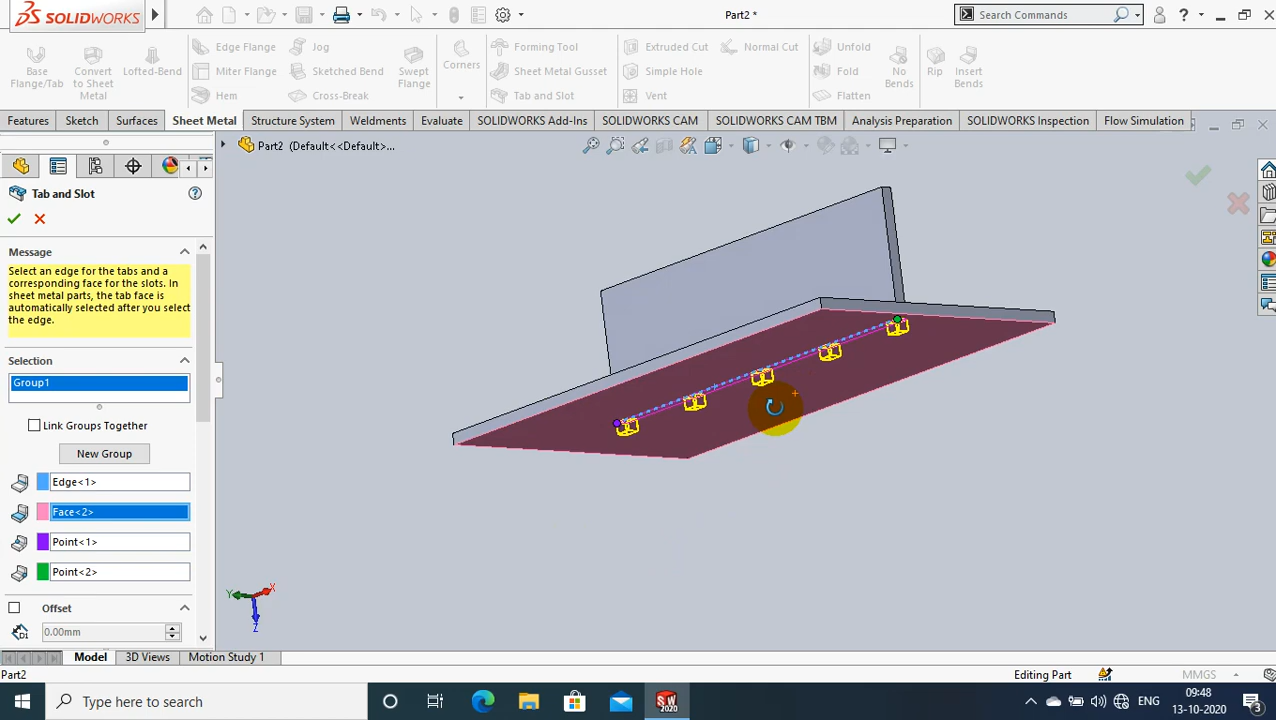 SOLIDWORKS
Part2 *
Search Commands
Base Flange/Tab
Convert to Sheet Metal
Lofted-Bend
Edge Flange
Miter Flange
Hem
Jog
Sketched Bend
Cross-Break
Swept Flange
Corners
Forming Tool
Sheet Metal Gusset
Tab and Slot
Extruded Cut
Simple Hole
Vent
Normal Cut
Unfold
Fold
Flatten
No Bends
Rip
Insert Bends
Features Sketch Surfaces Sheet Metal Structure System Weldments Evaluate SOLIDWORKS Add-Ins SOLIDWORKS CAM SOLIDWORKS CAM TBM Analysis Preparation SOLIDWORKS Inspection Flow Simulation
Part2 (Default<<Default>...
Tab and Slot
Message
Select an edge for the tabs and a
corresponding face for the slots. In
sheet metal parts, the tab face is
automatically selected after you select
the edge.
Selection
Group1
Link Groups Together
New Group
Edge<1>
Face<2>
Point<1>
Point<2>
Offset
0.00mm
Y X
Z
Model 3D Views Motion Study 1
Part2 Editing Part MMGS
Type here to search
SW
2020
ENG
09:48
13-10-2020
3